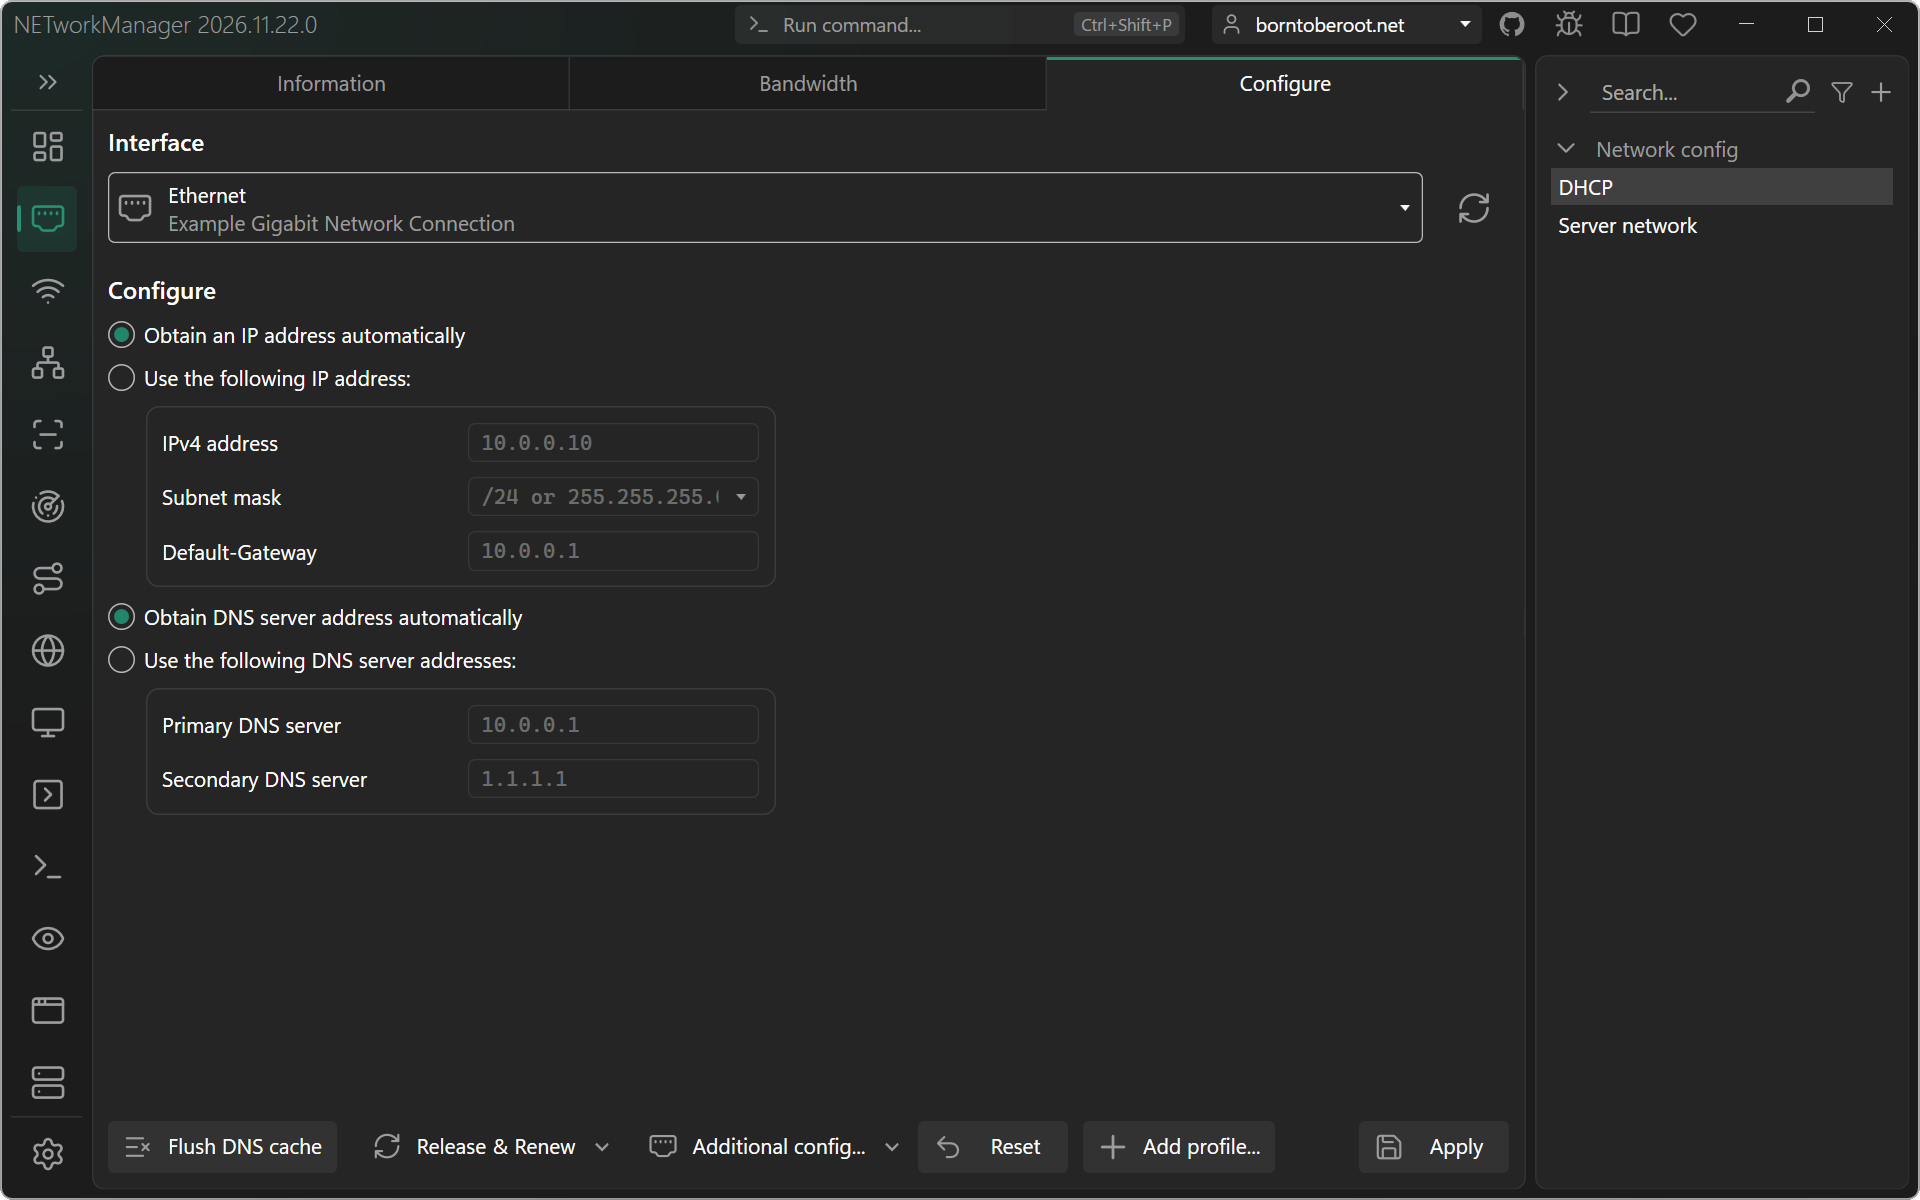 NETworkManager 2026.11.22.0
Run command...
Ctrl+Shift+P
borntoberoot.net
Information
Bandwidth
Configure
Interface
Ethernet
Example Gigabit Network Connection
Configure
Obtain an IP address automatically
Use the following IP address:
IPv4 address
10.0.0.10
Subnet mask
/24 or 255.255.255.
Default-Gateway
10.0.0.1
Obtain DNS server address automatically
Use the following DNS server addresses:
Primary DNS server
10.0.0.1
Secondary DNS server
1.1.1.1
Flush DNS cache
Release & Renew
Additional config...
Reset
Add profile...
Apply
Search...
Network config
DHCP
Server network